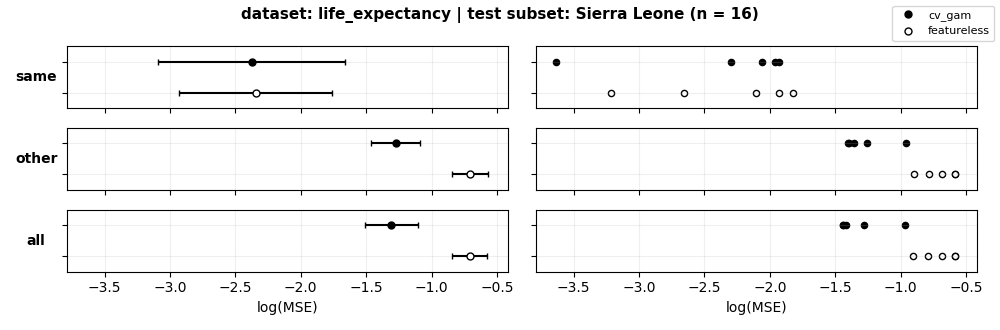 dataset: life_expectancy | test subset: Sierra Leone (n = 16)
cv_gam
featureless
same
other
all
−3.5 −3.0 −2.5 −2.0 −1.5 −1.0 −0.5
−3.5 −3.0 −2.5 −2.0 −1.5 −1.0 −0.5
log(MSE)
log(MSE)